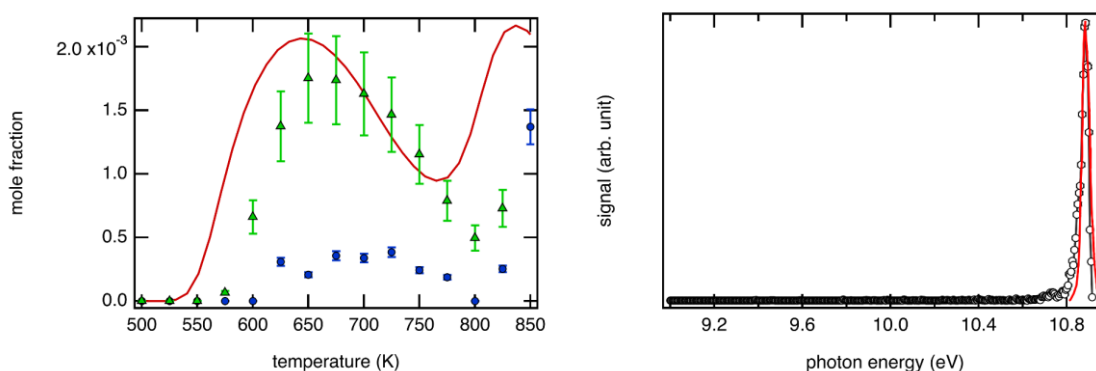 mole fraction
2.0 x10-3
1.5
1.0
0.5
0.0
500 550 600 650 700 750 800 850
temperature (K)
signal (arb. unit)
9.2 9.6 10.0 10.4 10.8
photon energy (eV)